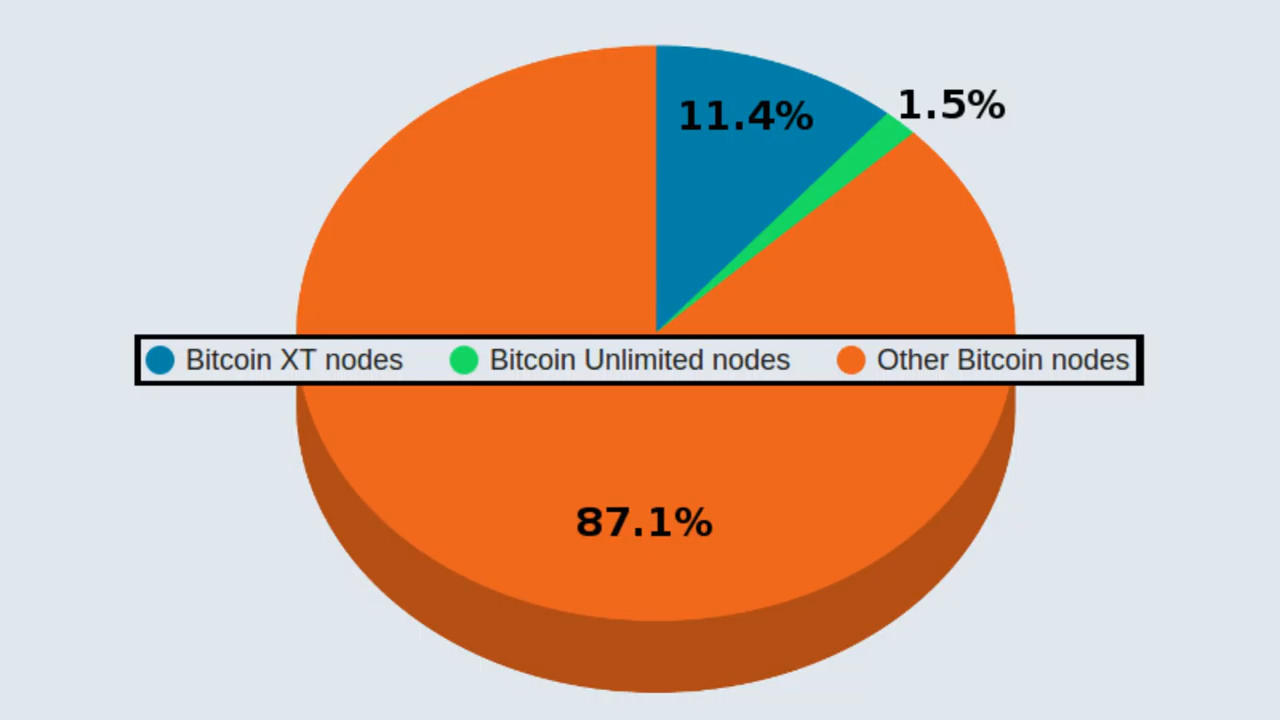 11.4%
1.5%
Bitcoin XT nodes Bitcoin Unlimited nodes Other Bitcoin nodes
87.1%